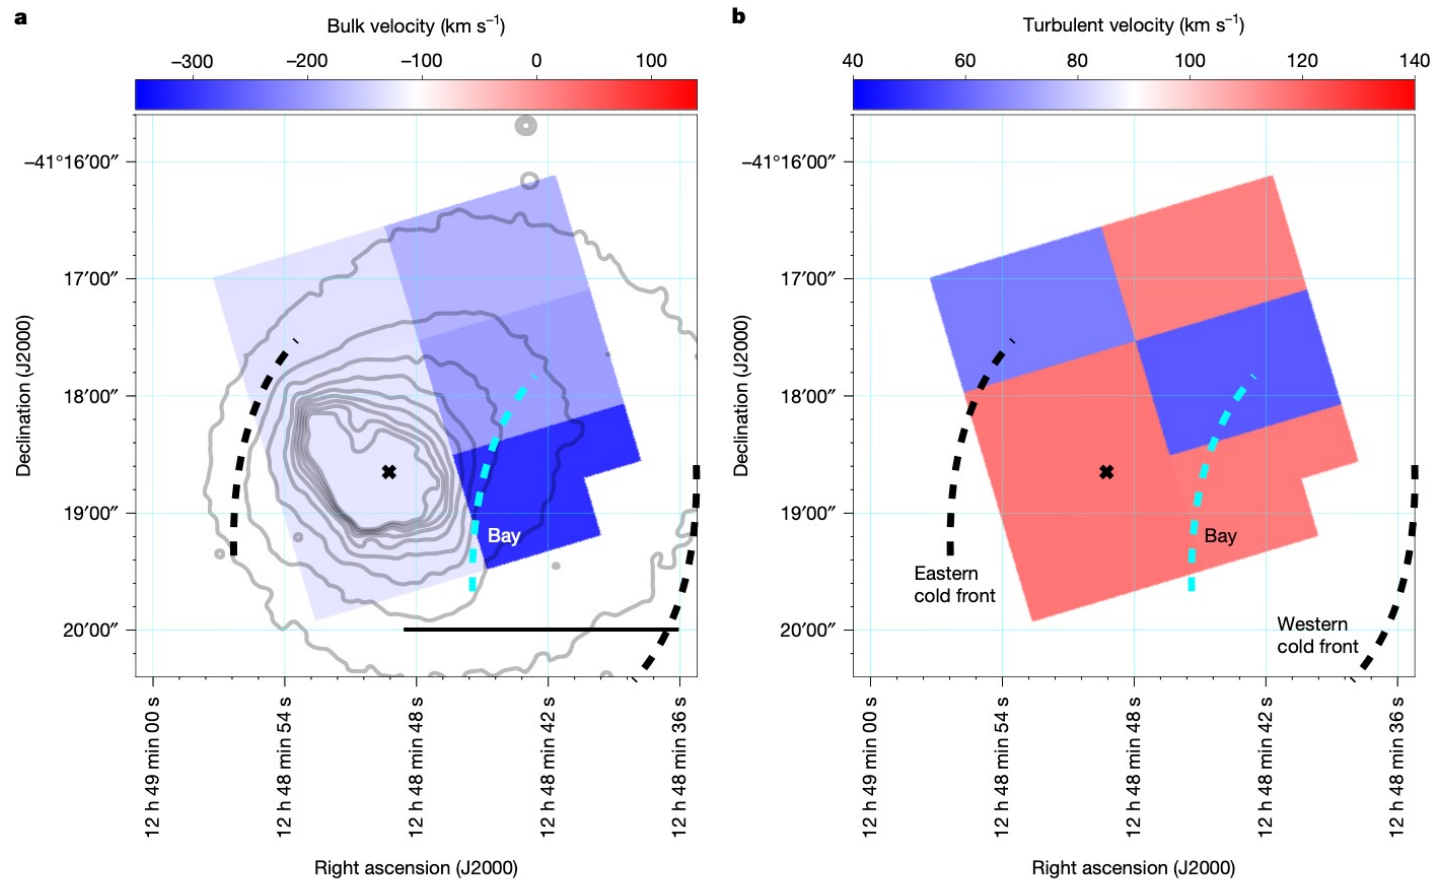 a
Bulk velocity (km s⁻¹)
−300 −200 −100 0 100
−41°16′00″
17′00″
18′00″
19′00″
20′00″
Declination (J2000)
Bay
12 h 49 min 00 s
12 h 48 min 54 s
12 h 48 min 48 s
12 h 48 min 42 s
12 h 48 min 36 s
Right ascension (J2000)
b
Turbulent velocity (km s⁻¹)
40 60 80 100 120 140
−41°16′00″
17′00″
18′00″
19′00″
20′00″
Declination (J2000)
Bay
Eastern
cold front
Western
cold front
12 h 49 min 00 s
12 h 48 min 54 s
12 h 48 min 48 s
12 h 48 min 42 s
12 h 48 min 36 s
Right ascension (J2000)